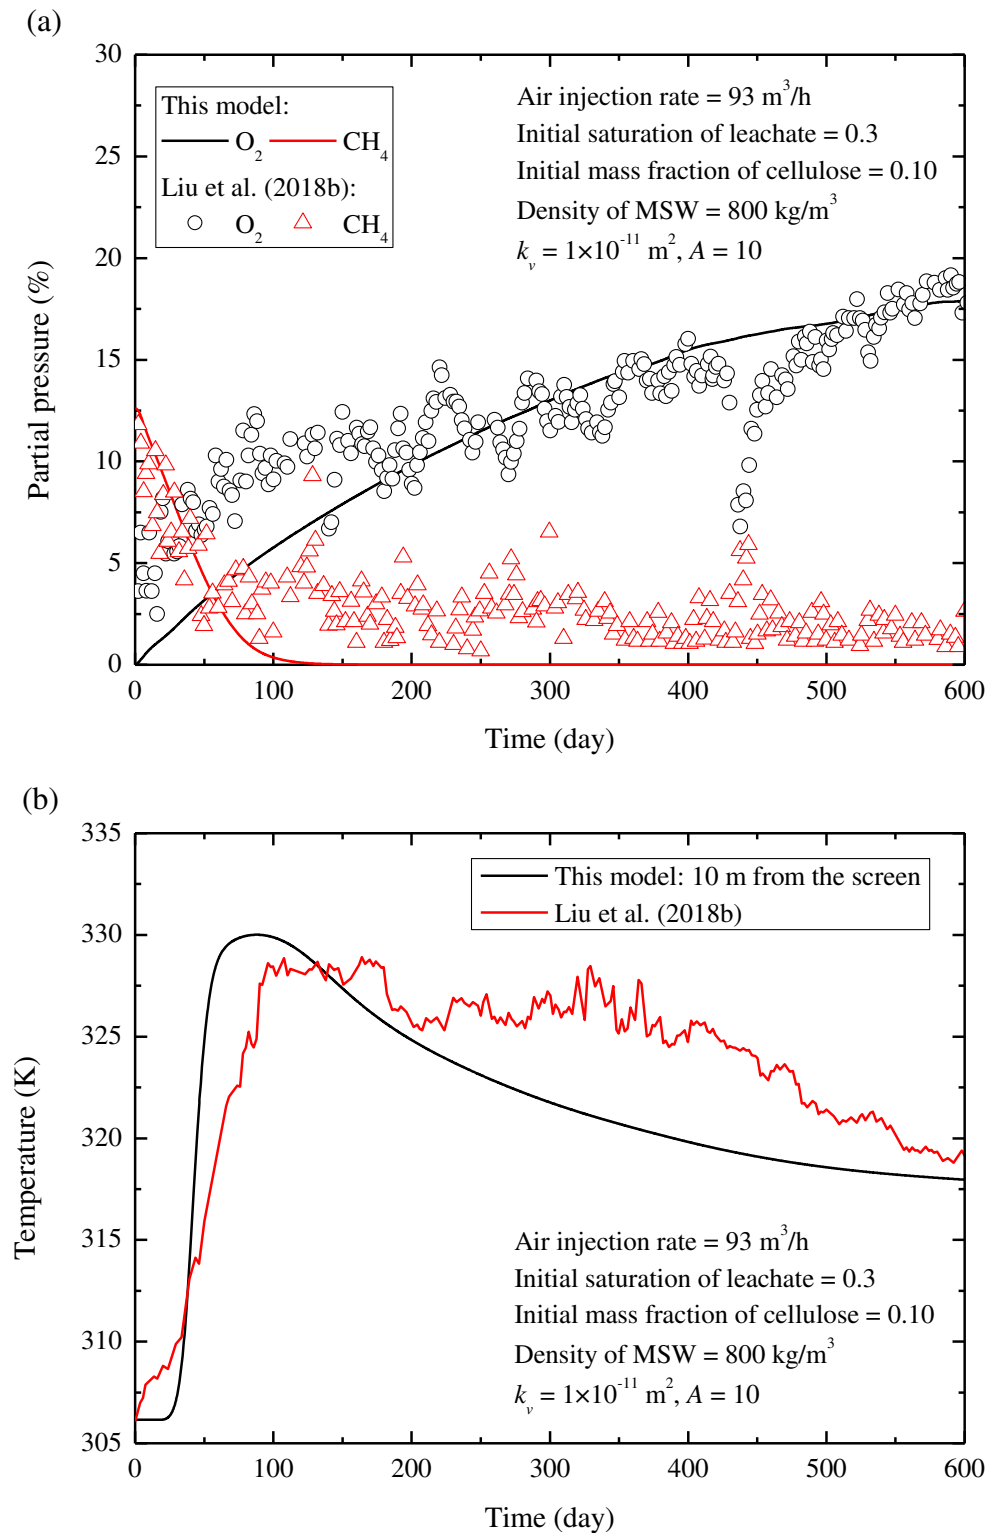 (a)
30
25
20
15
10
5
0
Partial pressure (%)
This model:
O2 CH4
Liu et al. (2018b):
O2 CH4
Air injection rate = 93 m3/h
Initial saturation of leachate = 0.3
Initial mass fraction of cellulose = 0.10
Density of MSW = 800 kg/m3
kv = 1×10-11 m2, A = 10
0 100 200 300 400 500 600
Time (day)
(b)
335
330
325
320
315
310
305
Temperature (K)
This model: 10 m from the screen
Liu et al. (2018b)
Air injection rate = 93 m3/h
Initial saturation of leachate = 0.3
Initial mass fraction of cellulose = 0.10
Density of MSW = 800 kg/m3
kv = 1×10-11 m2, A = 10
0 100 200 300 400 500 600
Time (day)